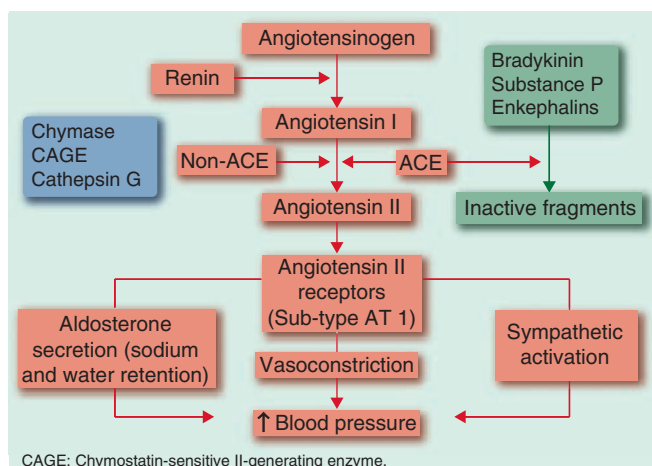 Angiotensinogen
Renin
Bradykinin
Substance P
Enkephalins
Chymase
CAGE
Cathepsin G
Angiotensin I
Non-ACE
ACE
Angiotensin II
Inactive fragments
Angiotensin II
receptors
(Sub-type AT 1)
Aldosterone
secretion (sodium
and water retention)
Sympathetic
activation
Vasoconstriction
↑ Blood pressure
CAGE: Chymostatin-sensitive II-generating enzyme.